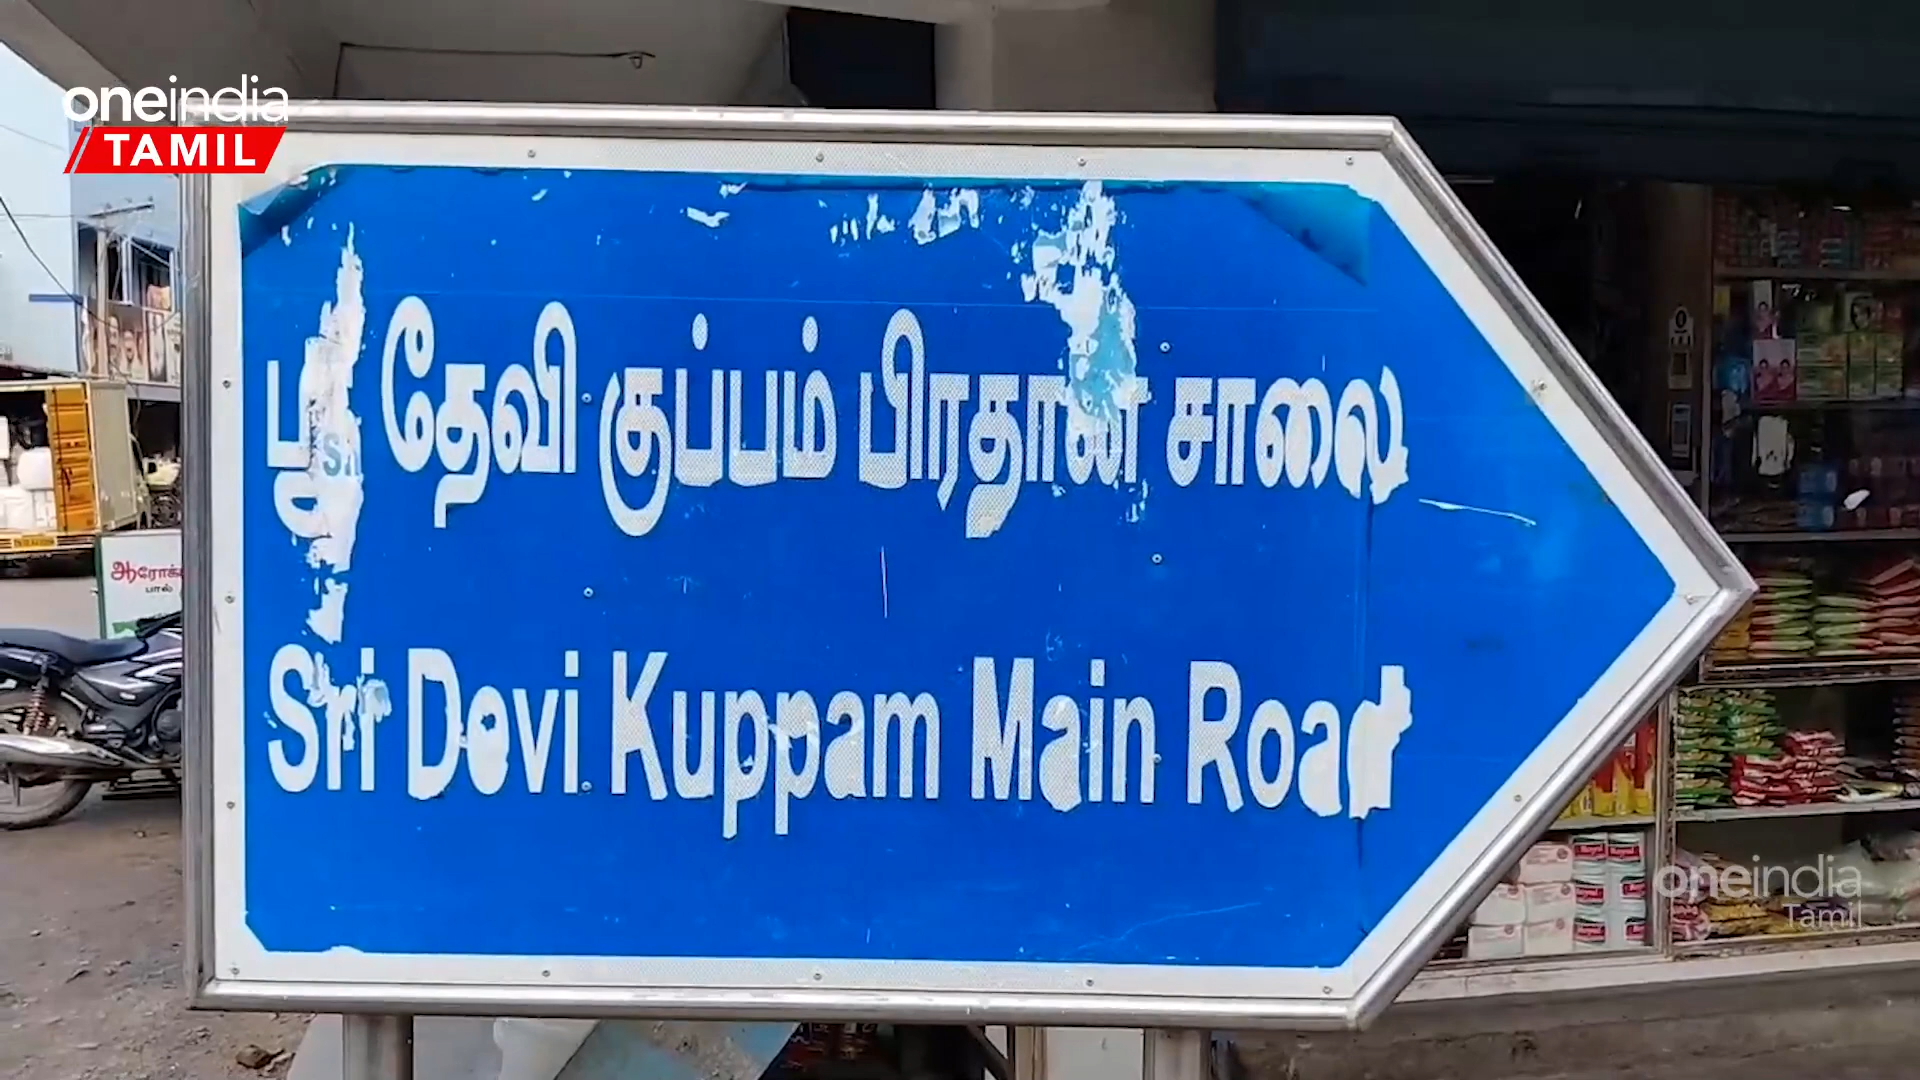 oneindia
TAMIL
பூ தேவி குப்பம் பிரதான சாலை
Sri Devi Kuppam Main Road
பால்
oneindia
Tamil